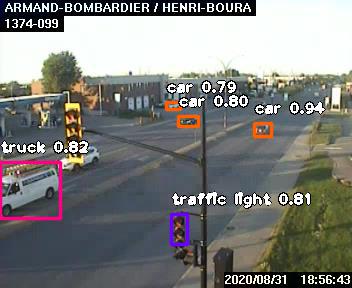 ARMAND-BOMBARDIER / HENRI-BOURA
1374-099
car 0.79
car 0.80
car 0.94
truck 0.82
traffic light 0.81
2020/08/31 18:56:43